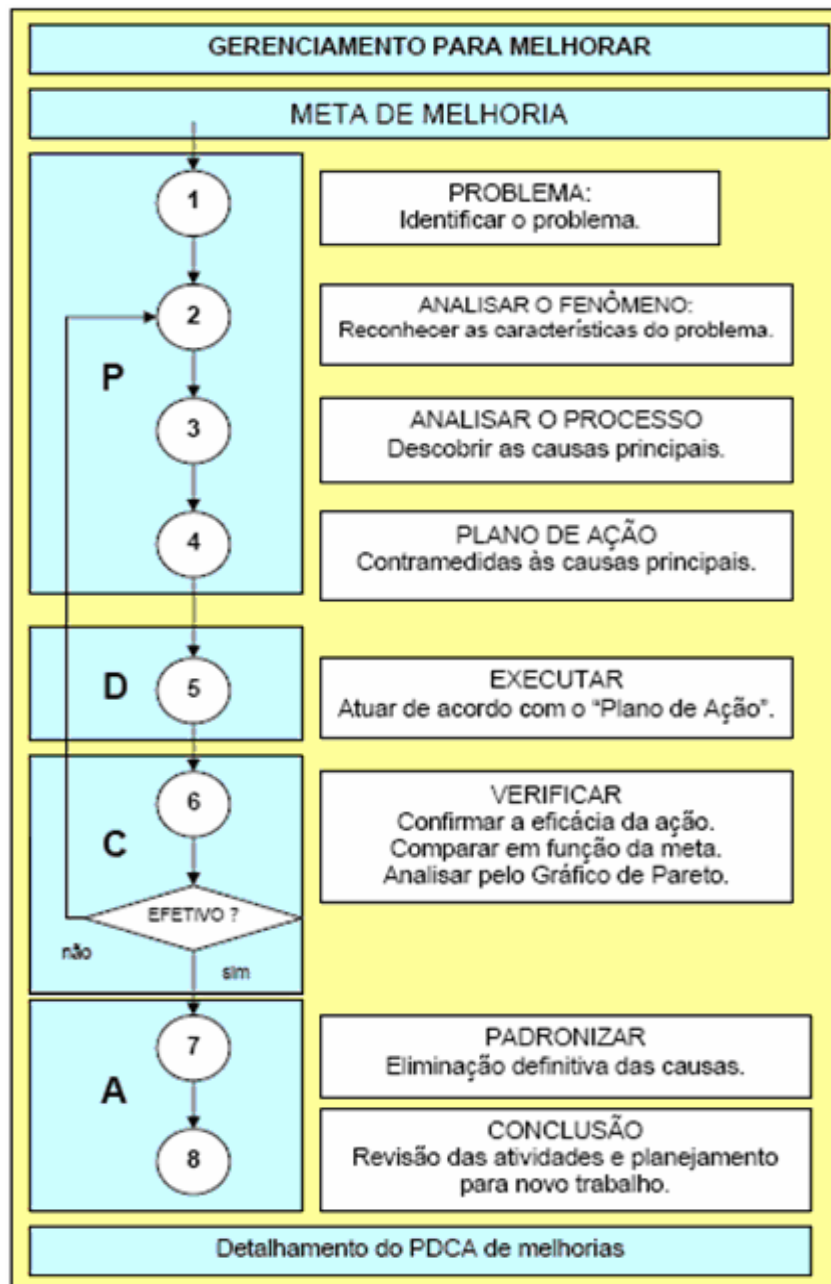 GERENCIAMENTO PARA MELHORAR
META DE MELHORIA
1
PROBLEMA:
Identificar o problema.
2
ANALISAR O FENÔMENO:
Reconhecer as características do problema.
P
3
ANALISAR O PROCESSO
Descobrir as causas principais.
4
PLANO DE AÇÃO
Contramedidas às causas principais.
D
5
EXECUTAR
Atuar de acordo com o “Plano de Ação”.
6
VERIFICAR
Confirmar a eficácia da ação.
Comparar em função da meta.
Analisar pelo Gráfico de Pareto.
C
EFETIVO ?
não
sim
7
PADRONIZAR
Eliminação definitiva das causas.
A
8
CONCLUSÃO
Revisão das atividades e planejamento
para novo trabalho.
Detalhamento do PDCA de melhorias